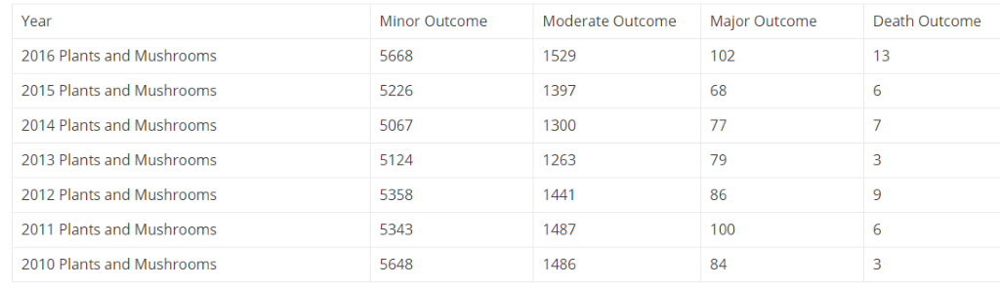 Year Minor Outcome Moderate Outcome Major Outcome Death Outcome
2016 Plants and Mushrooms 5668 1529 102 13
2015 Plants and Mushrooms 5226 1397 68 6
2014 Plants and Mushrooms 5067 1300 77 7
2013 Plants and Mushrooms 5124 1263 79 3
2012 Plants and Mushrooms 5358 1441 86 9
2011 Plants and Mushrooms 5343 1487 100 6
2010 Plants and Mushrooms 5648 1486 84 3